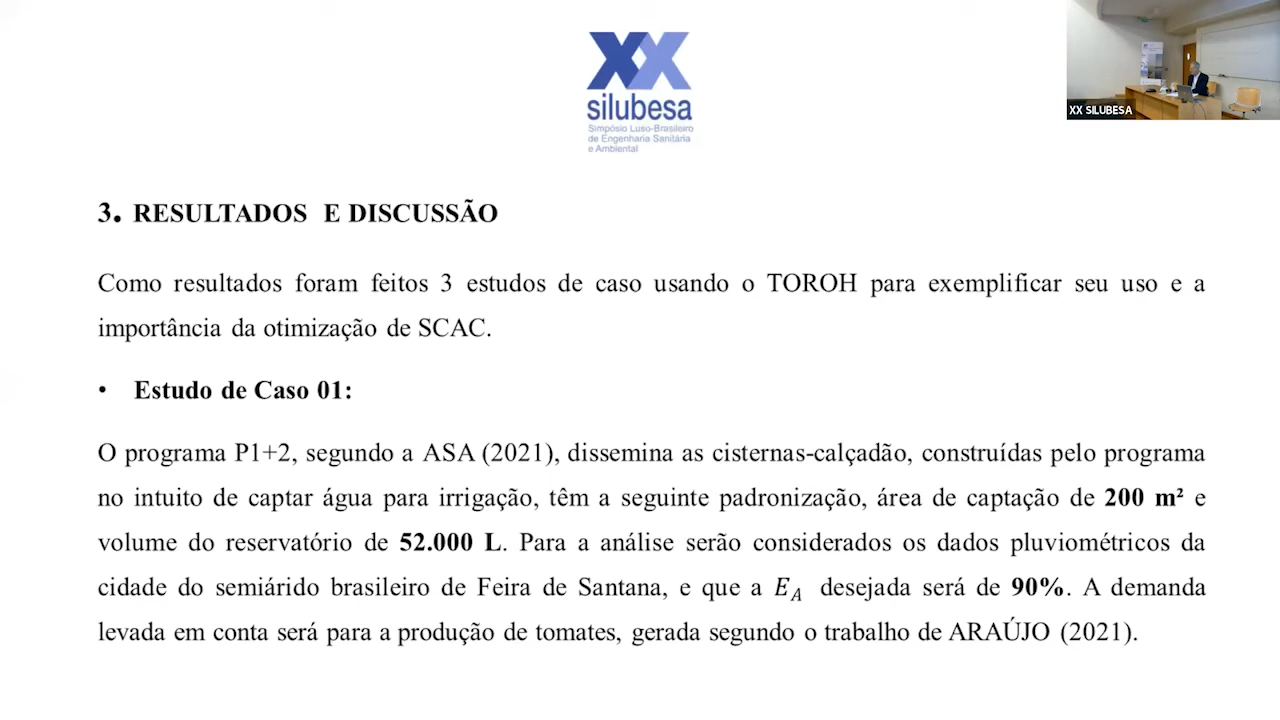 XX
silubesa
Simpósio Luso-Brasileiro
de Engenharia Sanitária
e Ambiental
XX SILUBESA
3. RESULTADOS E DISCUSSÃO
Como resultados foram feitos 3 estudos de caso usando o TOROH para exemplificar seu uso e a
importância da otimização de SCAC.
• Estudo de Caso 01:
O programa P1+2, segundo a ASA (2021), dissemina as cisternas-calçadão, construídas pelo programa
no intuito de captar água para irrigação, têm a seguinte padronização, área de captação de 200 m² e
volume do reservatório de 52.000 L. Para a análise serão considerados os dados pluviométricos da
cidade do semiárido brasileiro de Feira de Santana, e que a E_A desejada será de 90%. A demanda
levada em conta será para a produção de tomates, gerada segundo o trabalho de ARAÚJO (2021).